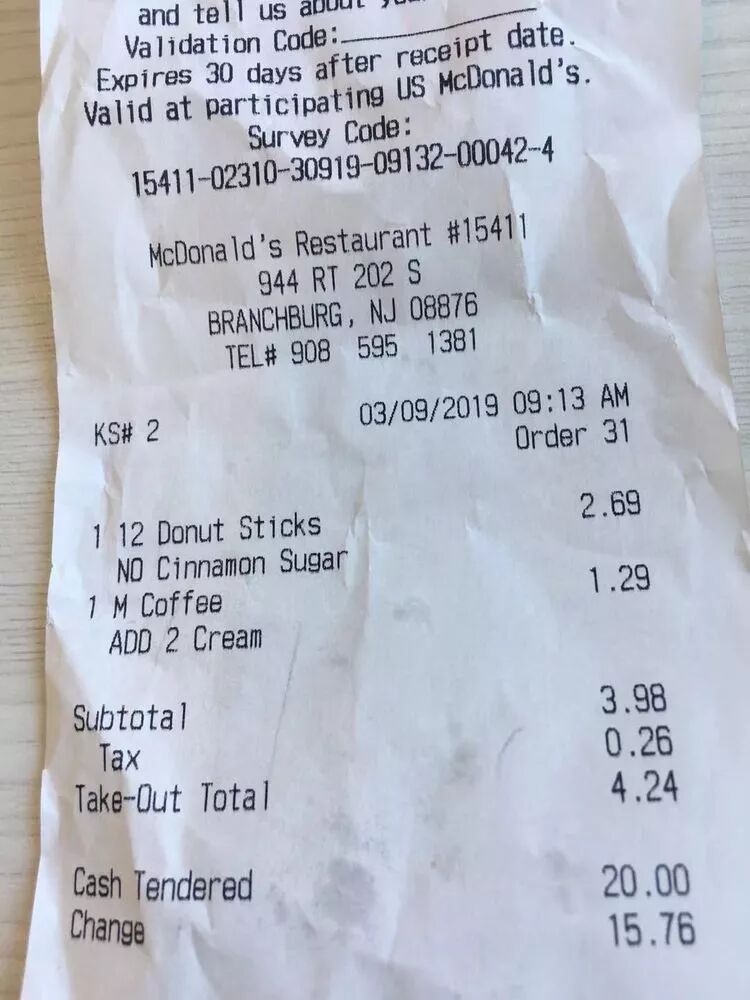 and tell us about
Validation Code:
Expires 30 days after receipt date.
Valid at participating US McDonald's.
Survey Code:
15411-02310-30919-09132-00042-4
McDonald's Restaurant #15411
944 RT 202 S
BRANCHBURG, NJ 08876
TEL# 908 595 1381
KS# 2 03/09/2019 09:13 AM
Order 31
1 12 Donut Sticks 2.69
NO Cinnamon Sugar
1 M Coffee 1.29
ADD 2 Cream
Subtotal 3.98
Tax 0.26
Take-Out Total 4.24
Cash Tendered 20.00
Change 15.76